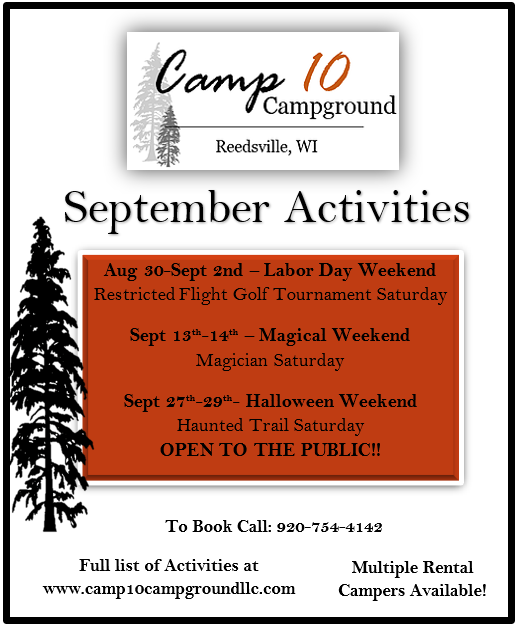 Camp 10
Campground
Reedsville, WI
September Activities
Aug 30-Sept 2nd – Labor Day Weekend
Restricted Flight Golf Tournament Saturday
Sept 13th-14th – Magical Weekend
Magician Saturday
Sept 27th-29th- Halloween Weekend
Haunted Trail Saturday
OPEN TO THE PUBLIC!!
To Book Call: 920-754-4142
Full list of Activities at
www.camp10campgroundllc.com
Multiple Rental
Campers Available!